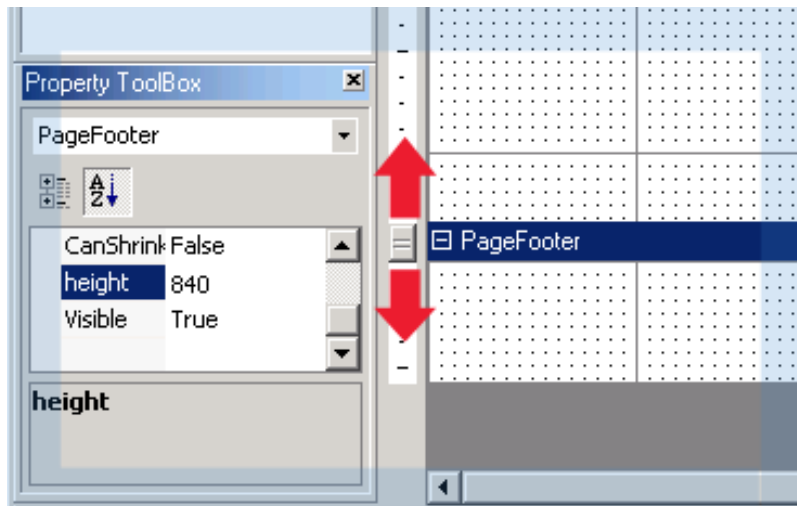 Property ToolBox
PageFooter
CanShrink False
height 840
Visible True
height
PageFooter